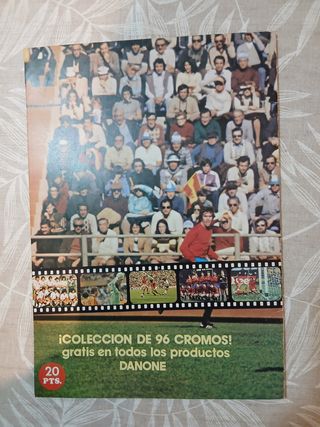 ¡COLECCION DE 96 CROMOS!
gratis en todos los productos
DANONE
20
PTS.